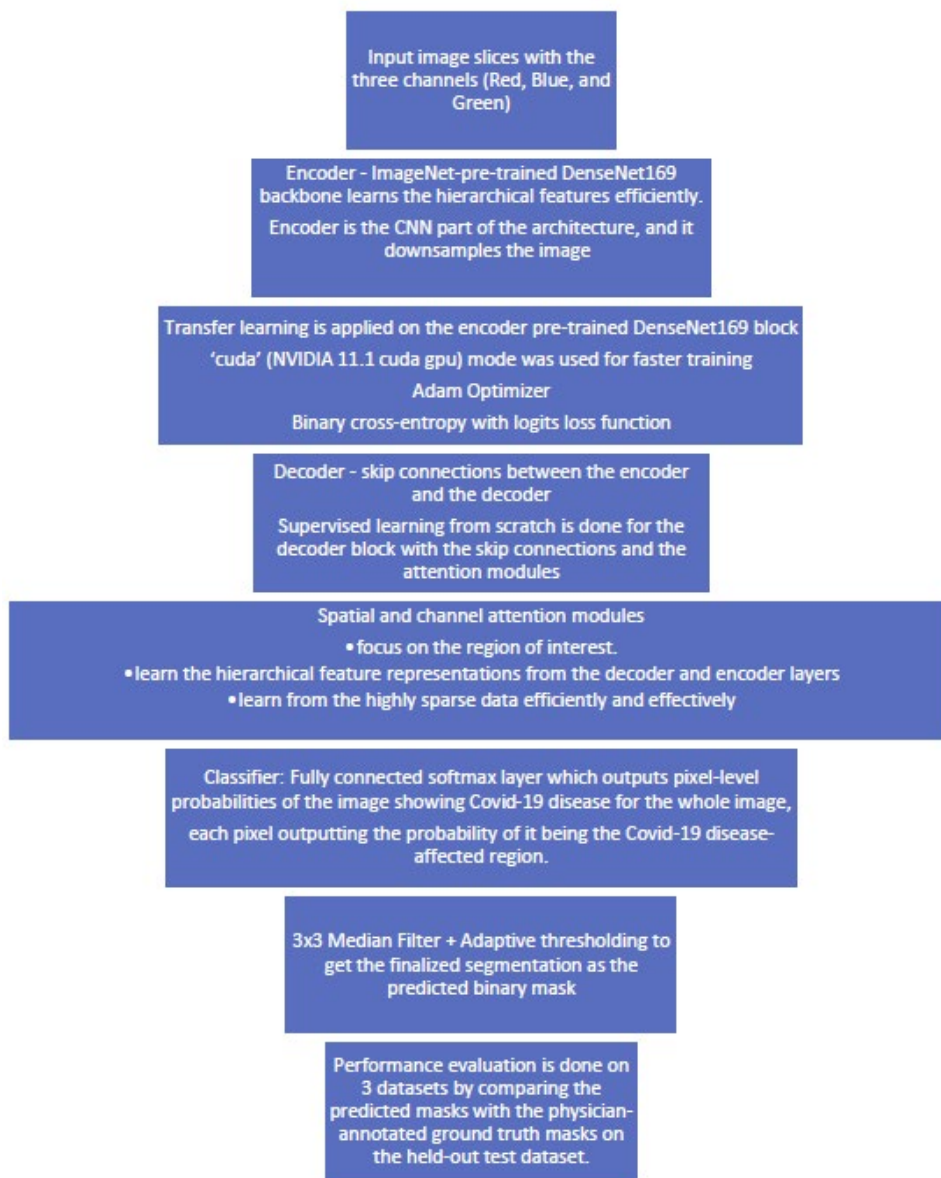 Input image slices with the
three channels (Red, Blue, and
Green)
Encoder - ImageNet-pre-trained DenseNet169
backbone learns the hierarchical features efficiently.
Encoder is the CNN part of the architecture, and it
downsamples the image
Transfer learning is applied on the encoder pre-trained DenseNet169 block
‘cuda’ (NVIDIA 11.1 cuda gpu) mode was used for faster training
Adam Optimizer
Binary cross-entropy with logits loss function
Decoder - skip connections between the encoder
and the decoder
Supervised learning from scratch is done for the
decoder block with the skip connections and the
attention modules
Spatial and channel attention modules
•focus on the region of interest.
•learn the hierarchical feature representations from the decoder and encoder layers
•learn from the highly sparse data efficiently and effectively
Classifier: Fully connected softmax layer which outputs pixel-level
probabilities of the image showing Covid-19 disease for the whole image,
each pixel outputting the probability of it being the Covid-19 disease-
affected region.
3x3 Median Filter + Adaptive thresholding to
get the finalized segmentation as the
predicted binary mask
Performance evaluation is done on
3 datasets by comparing the
predicted masks with the physician-
annotated ground truth masks on
the held-out test dataset.